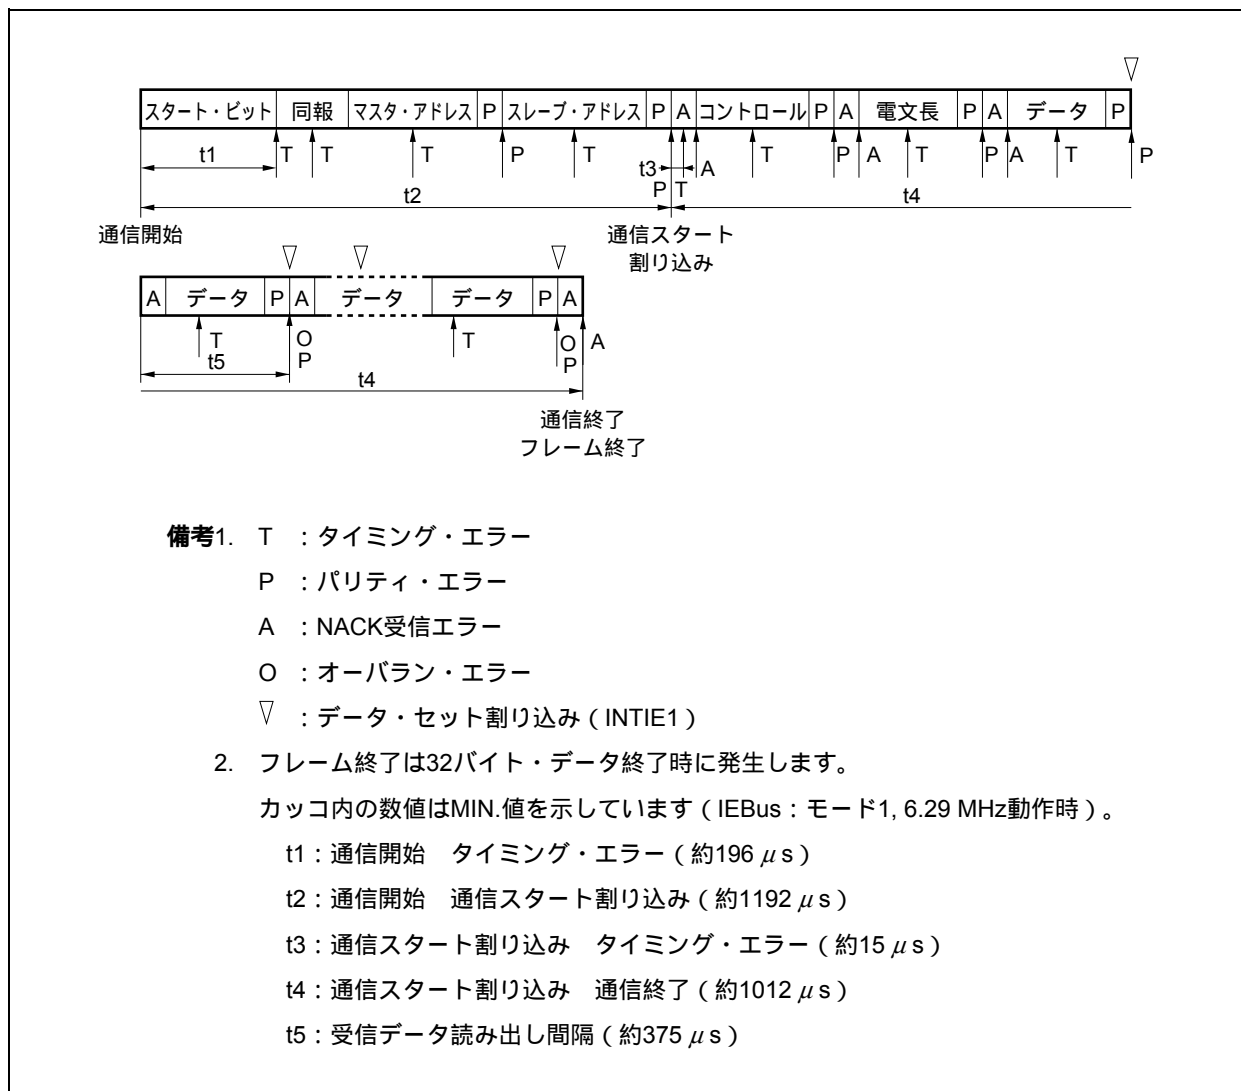 スタート・ビット 同報 マスタ・アドレス P スレーブ・アドレス P A コントロール P A 電文長 P A データ P
t1 T T T P T t3 A T P A T P A T P
P T
t2 t4
通信開始 通信スタート
割り込み
A データ P A データ データ P A
T O T O A
t5 P P
t4
通信終了
フレーム終了
備考1. T :タイミング・エラー
P :パリティ・エラー
A :NACK受信エラー
O :オーバラン・エラー
▽ :データ・セット割り込み(INTIE1)
2. フレーム終了は32バイト・データ終了時に発生します。
カッコ内の数値はMIN.値を示しています(IEBus:モード1, 6.29 MHz動作時)。
t1:通信開始 タイミング・エラー(約196 μs)
t2:通信開始 通信スタート割り込み(約1192 μs)
t3:通信スタート割り込み タイミング・エラー(約15 μs)
t4:通信スタート割り込み 通信終了(約1012 μs)
t5:受信データ読み出し間隔(約375 μs)